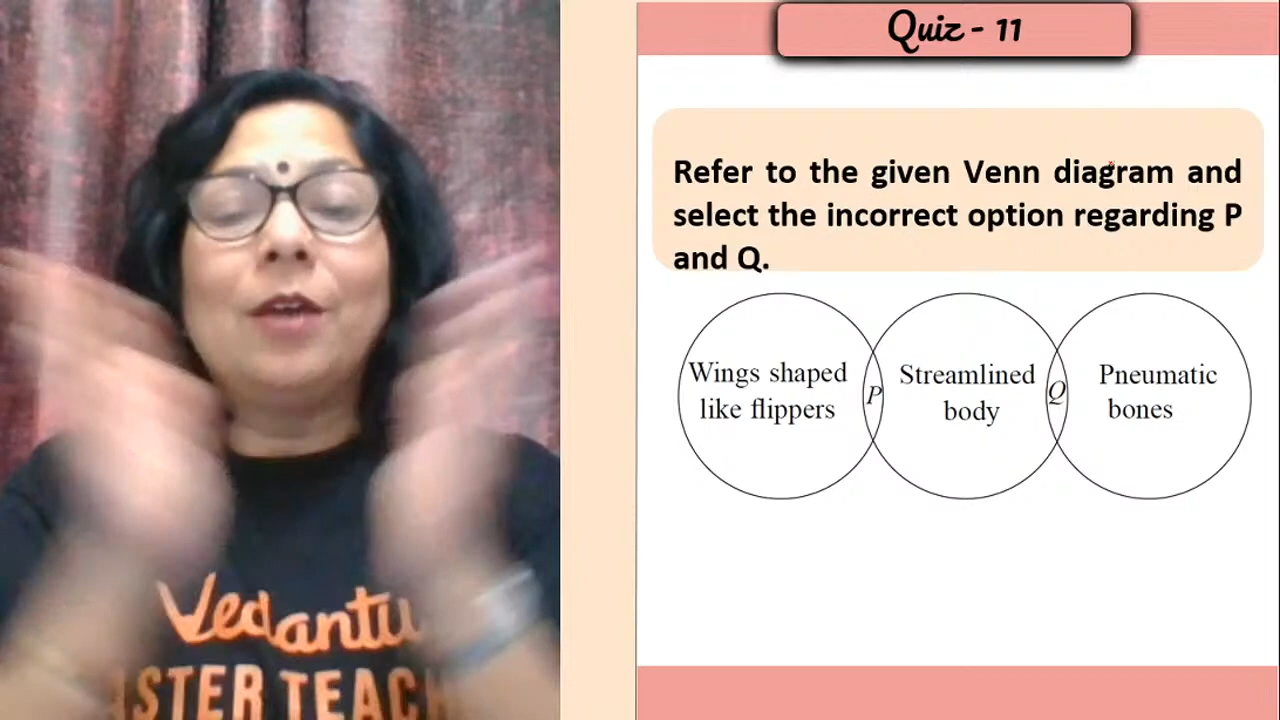 Quiz - 11
Refer to the given Venn diagram and
select the incorrect option regarding P
and Q.
Wings shaped
like flippers
P
Streamlined
body
Q
Pneumatic
bones
Vedantu
ASTER TEACH